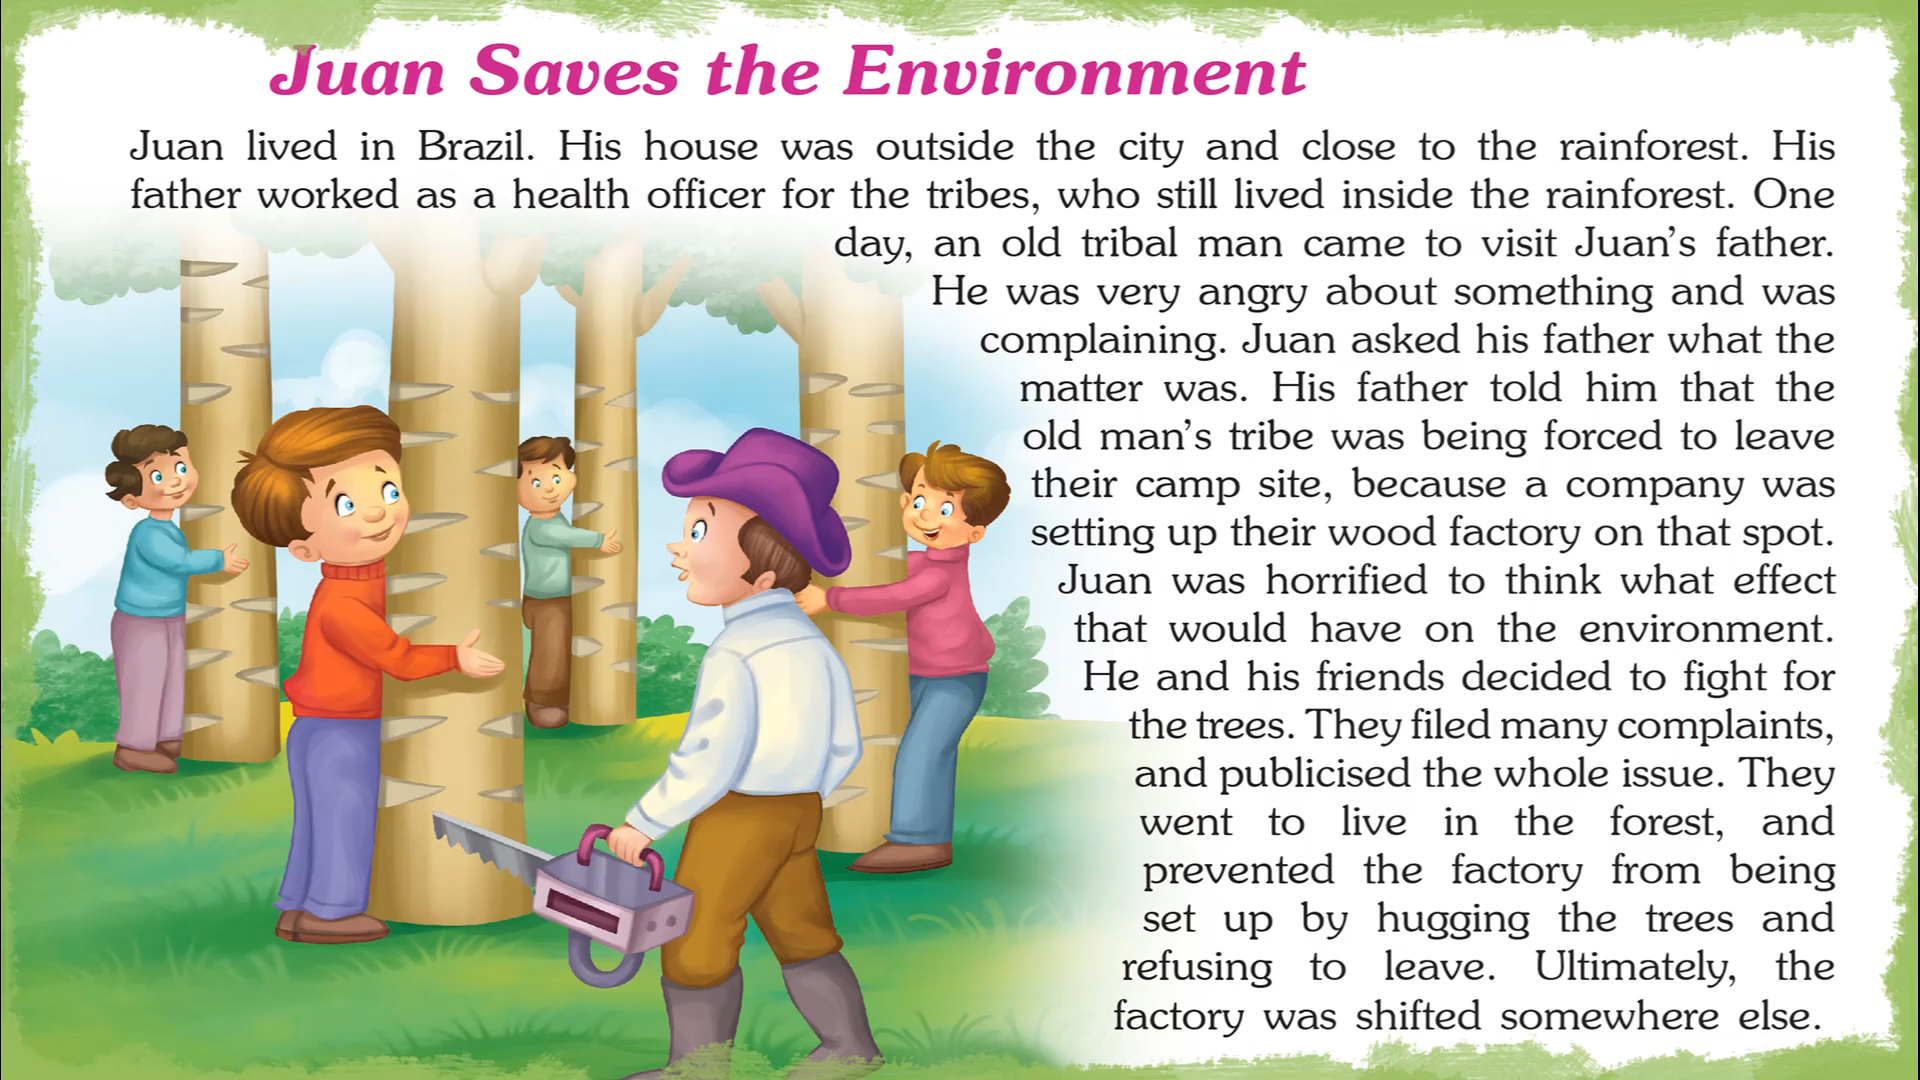 Juan Saves the Environment
Juan lived in Brazil. His house was outside the city and close to the rainforest. His
father worked as a health officer for the tribes, who still lived inside the rainforest. One
day, an old tribal man came to visit Juan’s father.
He was very angry about something and was
complaining. Juan asked his father what the
matter was. His father told him that the
old man’s tribe was being forced to leave
their camp site, because a company was
setting up their wood factory on that spot.
Juan was horrified to think what effect
that would have on the environment.
He and his friends decided to fight for
the trees. They filed many complaints,
and publicised the whole issue. They
went to live in the forest, and
prevented the factory from being
set up by hugging the trees and
refusing to leave. Ultimately, the
factory was shifted somewhere else.